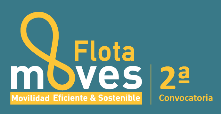 Flota
moves
Movilidad Eficiente & Sostenible
2ª
Convocatoria